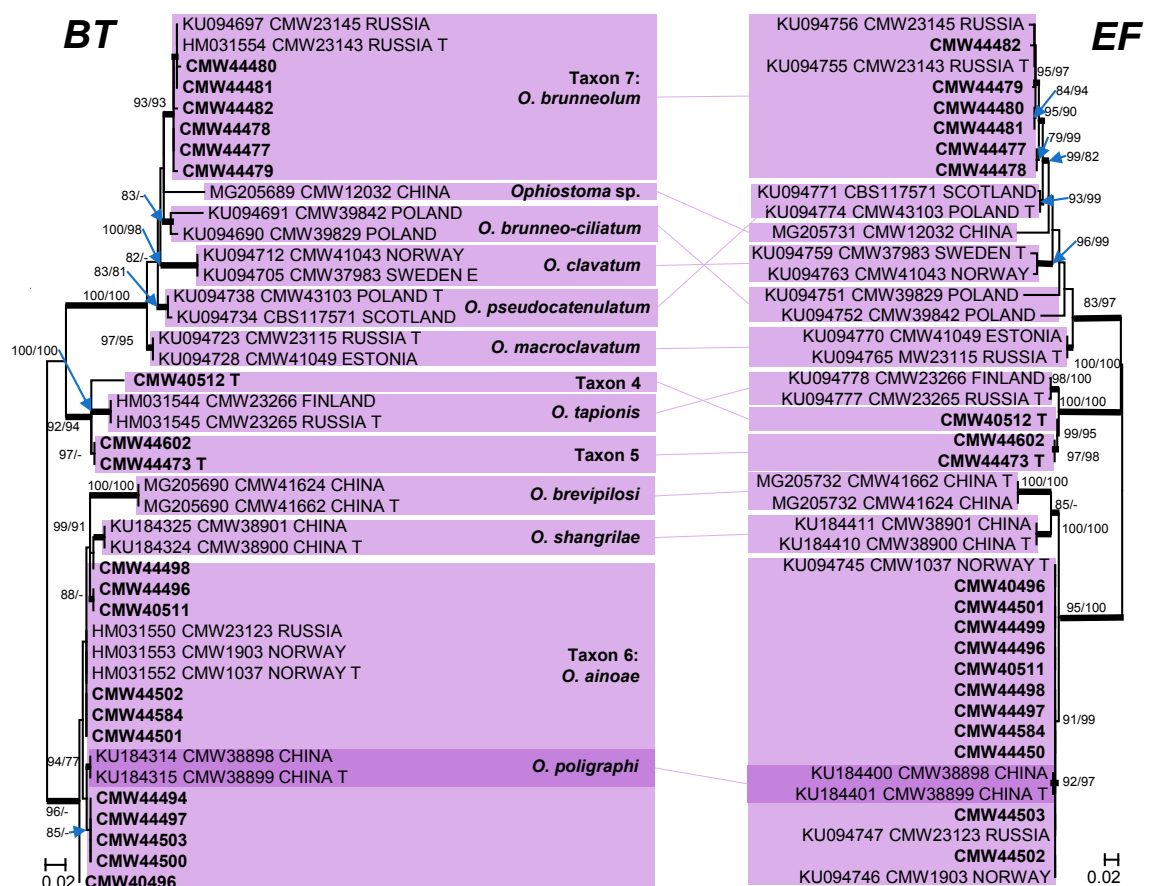 BT
KU094697 CMW23145 RUSSIA
HM031554 CMW23143 RUSSIA T
CMW44480
CMW44481
CMW44482
CMW44478
CMW44477
CMW44479
Taxon 7:
O. brunneolum
93/93
MG205689 CMW12032 CHINA
Ophiostoma sp.
83/-
KU094691 CMW39842 POLAND
KU094690 CMW39829 POLAND
O. brunneo-ciliatum
100/98
KU094712 CMW41043 NORWAY
KU094705 CMW37983 SWEDEN E
O. clavatum
82/-
83/81
KU094738 CMW43103 POLAND T
KU094734 CBS117571 SCOTLAND
O. pseudocatenulatum
100/100
KU094723 CMW23115 RUSSIA T
KU094728 CMW41049 ESTONIA
O. macroclavatum
97/95
100/100
CMW40512 T
Taxon 4
HM031544 CMW23266 FINLAND
HM031545 CMW23265 RUSSIA T
O. tapionis
92/94
CMW44602
CMW44473 T
Taxon 5
97/-
100/100
MG205690 CMW41624 CHINA
MG205690 CMW41662 CHINA T
O. brevipilosi
99/91
KU184325 CMW38901 CHINA
KU184324 CMW38900 CHINA T
O. shangrilae
CMW44498
CMW44496
CMW40511
88/-
HM031550 CMW23123 RUSSIA
HM031553 CMW1903 NORWAY
HM031552 CMW1037 NORWAY T
Taxon 6:
O. ainoae
CMW44502
CMW44584
CMW44501
94/77
KU184314 CMW38898 CHINA
KU184315 CMW38899 CHINA T
O. poligraphi
CMW44494
CMW44497
CMW44503
CMW44500
CMW40496
96/-
85/-
0.02
EF
KU094756 CMW23145 RUSSIA
CMW44482
KU094755 CMW23143 RUSSIA T
CMW44479
CMW44480
CMW44481
CMW44477
CMW44478
95/97
84/94
95/90
79/99
99/82
KU094771 CBS117571 SCOTLAND
KU094774 CMW43103 POLAND T
93/99
MG205731 CMW12032 CHINA
KU094759 CMW37983 SWEDEN T
KU094763 CMW41043 NORWAY
96/99
KU094751 CMW39829 POLAND
KU094752 CMW39842 POLAND
83/97
KU094770 CMW41049 ESTONIA
KU094765 MW23115 RUSSIA T
100/100
KU094778 CMW23266 FINLAND
KU094777 CMW23265 RUSSIA T
98/100
100/100
CMW40512 T
CMW44602
CMW44473 T
99/95
97/98
MG205732 CMW41662 CHINA T
MG205732 CMW41624 CHINA
100/100
85/-
KU184411 CMW38901 CHINA
KU184410 CMW38900 CHINA T
100/100
KU094745 CMW1037 NORWAY T
CMW40496
CMW44501
CMW44499
CMW44496
CMW40511
CMW44498
CMW44497
CMW44584
CMW44450
95/100
91/99
KU184400 CMW38898 CHINA
KU184401 CMW38899 CHINA T
92/97
CMW44503
KU094747 CMW23123 RUSSIA
CMW44502
KU094746 CMW1903 NORWAY
0.02